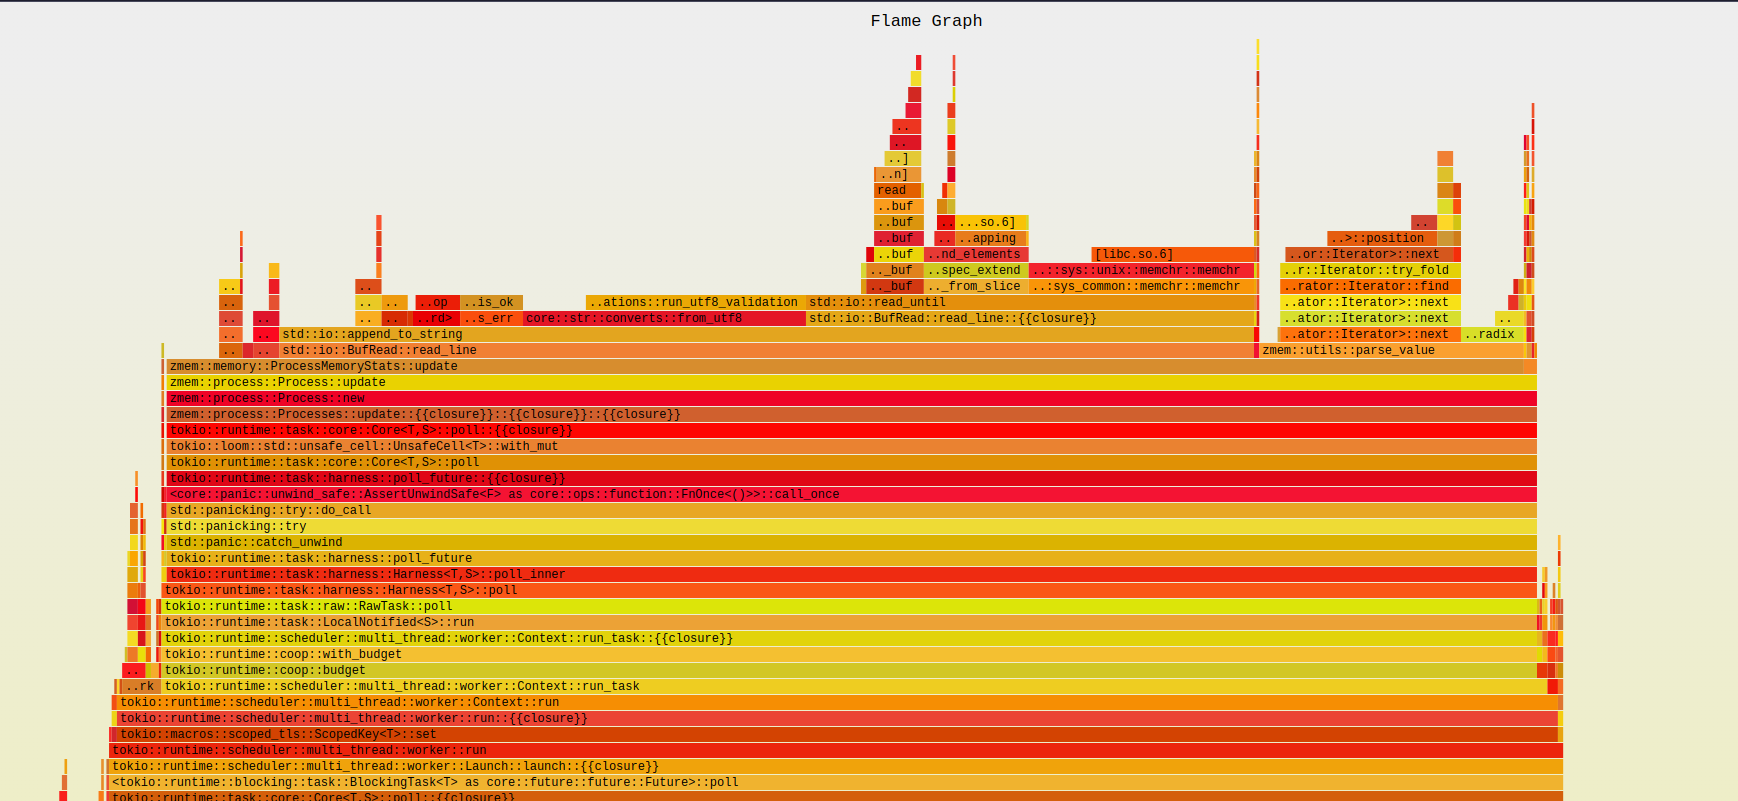 Flame Graph
..
..
..]
..n]
read
..buf
..buf .. ...so.6] ..
..buf .. ..apping ..>::position
..buf ..nd_elements [libc.so.6] ..or::Iterator>::next
.._buf ..spec_extend ..::sys::unix::memchr::memchr ..r::Iterator::try_fold
.. .. .._buf .._from_slice ..:sys_common::memchr::memchr ..rator::Iterator::find
.. .. .. ..op ..is_ok ..ations::run_utf8_validation std::io::read_until ..ator::Iterator>::next
.. .. .. .. ..rd> ..s_err core::str::converts::from_utf8 std::io::BufRead::read_line::{{closure}} ..ator::Iterator>::next ..
.. .. std::io::append_to_string ..ator::Iterator>::next ..radix
.. .. std::io::BufRead::read_line zmem::utils::parse_value
zmem::memory::ProcessMemoryStats::update
zmem::process::Process::update
zmem::process::Process::new
zmem::process::Processes::update::{{closure}}::{{closure}}::{{closure}}
tokio::runtime::task::core::Core<T,S>::poll::{{closure}}
tokio::loom::std::unsafe_cell::UnsafeCell<T>::with_mut
tokio::runtime::task::core::Core<T,S>::poll
tokio::runtime::task::harness::poll_future::{{closure}}
<core::panic::unwind_safe::AssertUnwindSafe<F> as core::ops::function::FnOnce<()>>::call_once
std::panicking::try::do_call
std::panicking::try
std::panic::catch_unwind
tokio::runtime::task::harness::poll_future
tokio::runtime::task::harness::Harness<T,S>::poll_inner
tokio::runtime::task::harness::Harness<T,S>::poll
tokio::runtime::task::raw::RawTask::poll
tokio::runtime::task::LocalNotified<S>::run
tokio::runtime::scheduler::multi_thread::worker::Context::run_task::{{closure}}
tokio::runtime::coop::with_budget
.. tokio::runtime::coop::budget
..rk tokio::runtime::scheduler::multi_thread::worker::Context::run_task
tokio::runtime::scheduler::multi_thread::worker::Context::run
tokio::runtime::scheduler::multi_thread::worker::run::{{closure}}
tokio::macros::scoped_tls::ScopedKey<T>::set
tokio::runtime::scheduler::multi_thread::worker::run
tokio::runtime::scheduler::multi_thread::worker::Launch::launch::{{closure}}
<tokio::runtime::blocking::task::BlockingTask<T> as core::future::future::Future>::poll
tokio::runtime::task::core::Core<T,S>::poll::{{closure}}